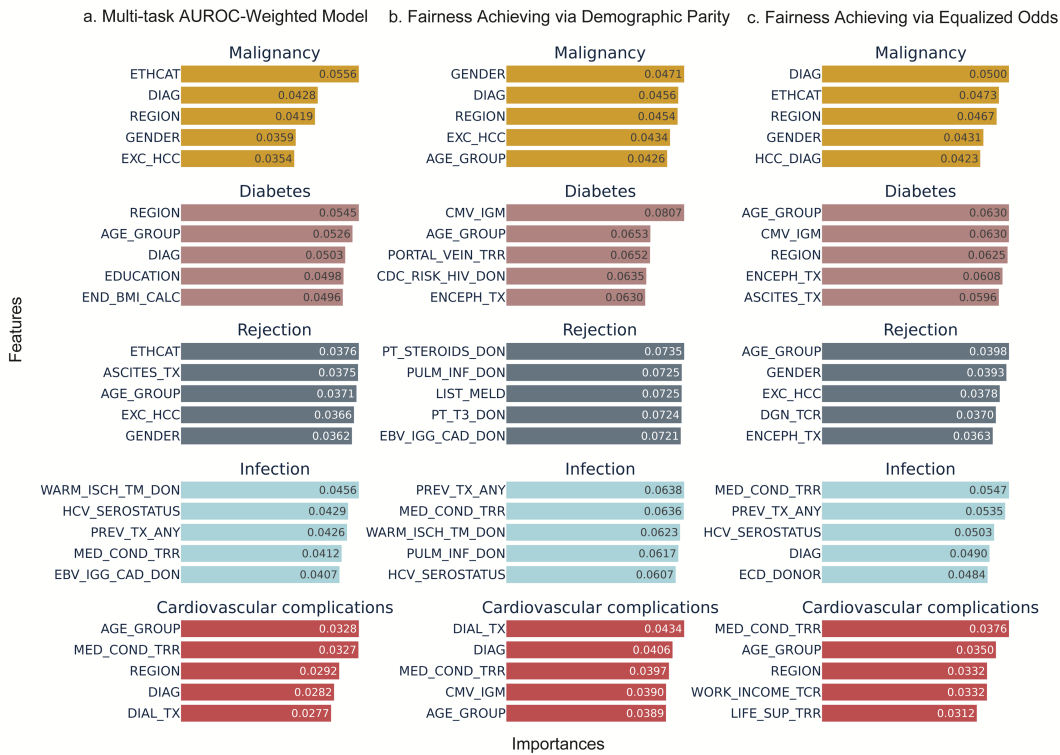 a. Multi-task AUROC-Weighted Model
b. Fairness Achieving via Demographic Parity
c. Fairness Achieving via Equalized Odds
Features
Malignancy
ETHCAT 0.0556
DIAG 0.0428
REGION 0.0419
GENDER 0.0359
EXC_HCC 0.0354
Malignancy
GENDER 0.0471
DIAG 0.0456
REGION 0.0454
EXC_HCC 0.0434
AGE_GROUP 0.0426
Malignancy
DIAG 0.0500
ETHCAT 0.0473
REGION 0.0467
GENDER 0.0431
HCC_DIAG 0.0423
Diabetes
REGION 0.0545
AGE_GROUP 0.0526
DIAG 0.0503
EDUCATION 0.0498
END_BMI_CALC 0.0496
Diabetes
CMV_IGM 0.0807
AGE_GROUP 0.0653
PORTAL_VEIN_TRR 0.0652
CDC_RISK_HIV_DON 0.0635
ENCEPH_TX 0.0630
Diabetes
AGE_GROUP 0.0630
CMV_IGM 0.0630
REGION 0.0625
ENCEPH_TX 0.0608
ASCITES_TX 0.0596
Rejection
ETHCAT 0.0376
ASCITES_TX 0.0375
AGE_GROUP 0.0371
EXC_HCC 0.0366
GENDER 0.0362
Rejection
PT_STEROIDS_DON 0.0735
PULM_INF_DON 0.0725
LIST_MELD 0.0725
PT_T3_DON 0.0724
EBV_IGG_CAD_DON 0.0721
Rejection
AGE_GROUP 0.0398
GENDER 0.0393
EXC_HCC 0.0378
DGN_TCR 0.0370
ENCEPH_TX 0.0363
Infection
WARM_ISCH_TM_DON 0.0456
HCV_SEROSTATUS 0.0429
PREV_TX_ANY 0.0426
MED_COND_TRR 0.0412
EBV_IGG_CAD_DON 0.0407
Infection
PREV_TX_ANY 0.0638
MED_COND_TRR 0.0636
WARM_ISCH_TM_DON 0.0623
PULM_INF_DON 0.0617
HCV_SEROSTATUS 0.0607
Infection
MED_COND_TRR 0.0547
PREV_TX_ANY 0.0535
HCV_SEROSTATUS 0.0503
DIAG 0.0490
ECD_DONOR 0.0484
Cardiovascular complications
AGE_GROUP 0.0328
MED_COND_TRR 0.0327
REGION 0.0292
DIAG 0.0282
DIAL_TX 0.0277
Cardiovascular complications
DIAL_TX 0.0434
DIAG 0.0406
MED_COND_TRR 0.0397
CMV_IGM 0.0390
AGE_GROUP 0.0389
Cardiovascular complications
MED_COND_TRR 0.0376
AGE_GROUP 0.0350
REGION 0.0332
WORK_INCOME_TCR 0.0332
LIFE_SUP_TRR 0.0312
Importances